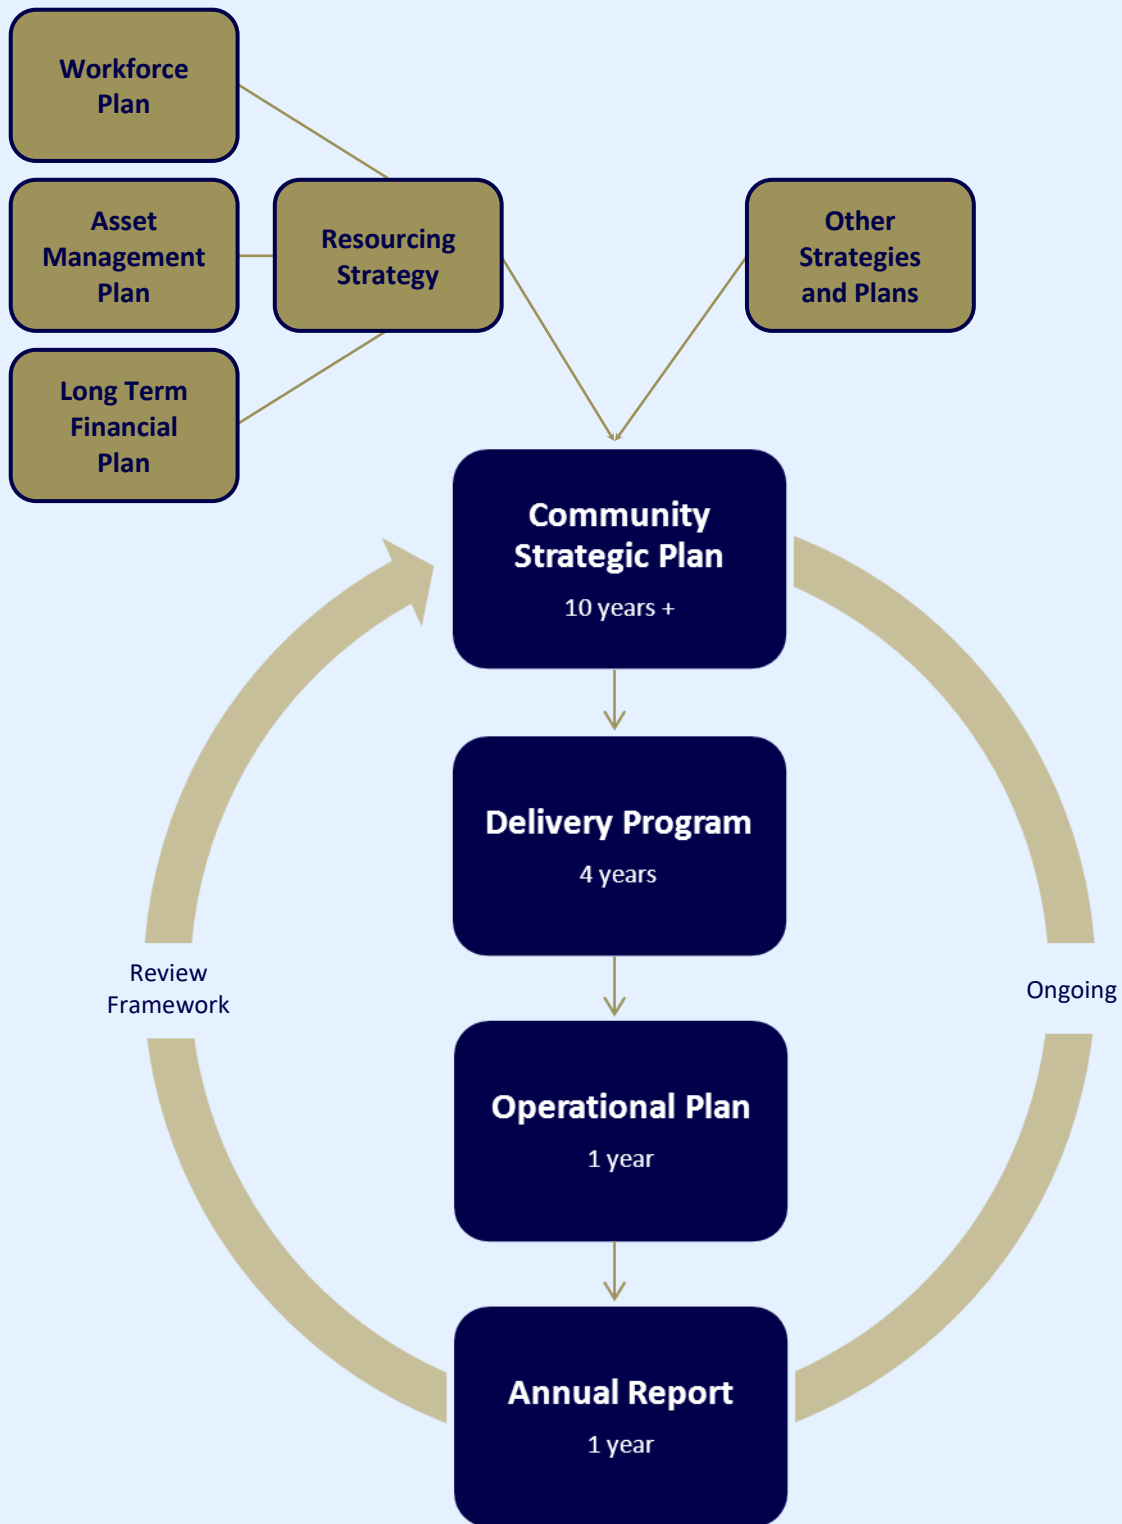 Workforce
Plan
Asset
Management
Plan
Resourcing
Strategy
Other
Strategies
and Plans
Long Term
Financial
Plan
Community
Strategic Plan
10 years +
Delivery Program
4 years
Review
Framework
Ongoing
Operational Plan
1 year
Annual Report
1 year